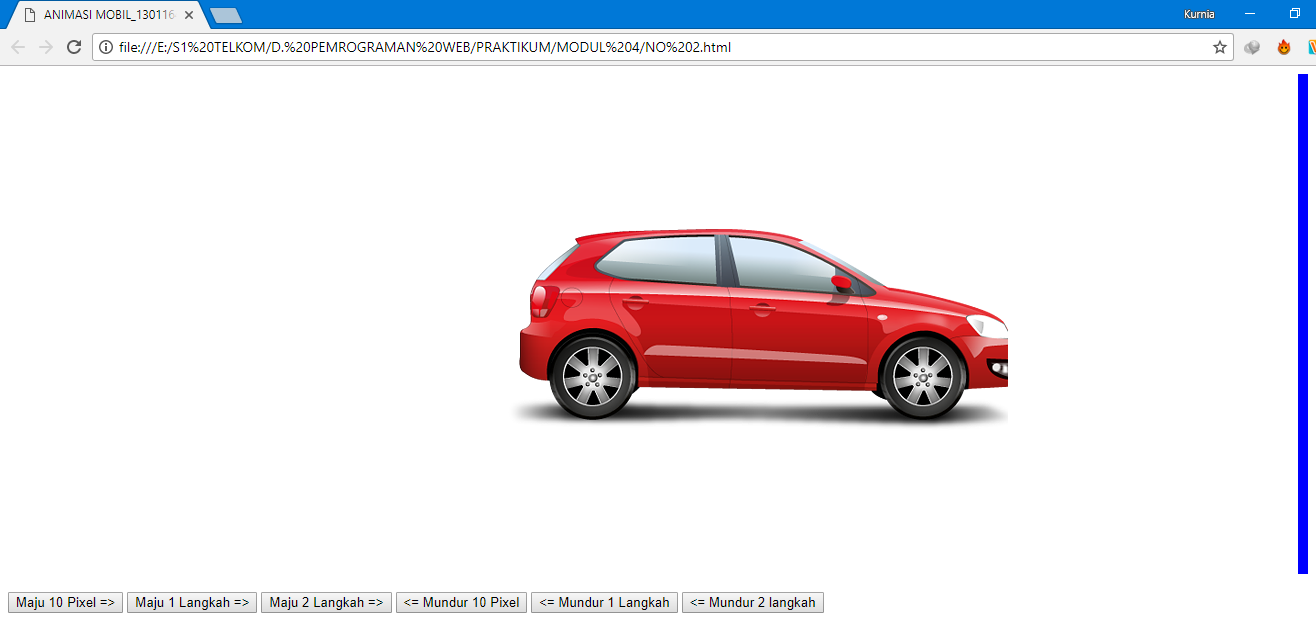 ANIMASI MOBIL_130116
Kurnia
file:///E:/S1%20TELKOM/D.%20PEMROGRAMAN%20WEB/PRAKTIKUM/MODUL%204/NO%202.html
Maju 10 Pixel => Maju 1 Langkah => Maju 2 Langkah => <= Mundur 10 Pixel <= Mundur 1 Langkah <= Mundur 2 langkah